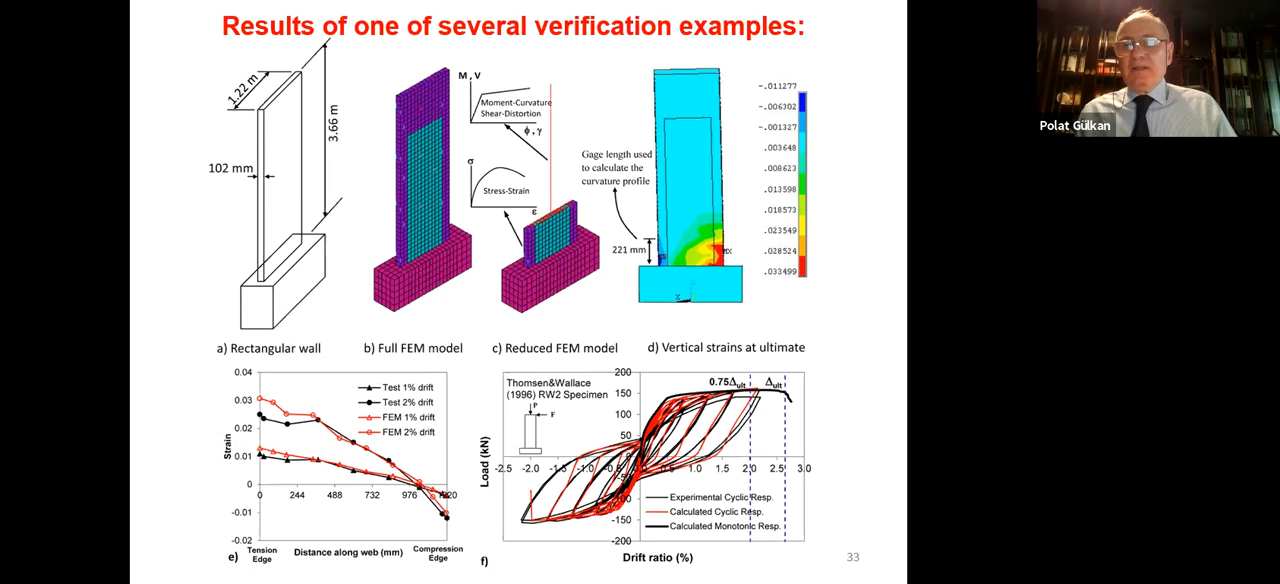 Results of one of several verification examples:
Polat Gülkan
1.22 m
3.66 m
102 mm
M , V
Moment-Curvature
Shear-Distortion
ϕ , γ
σ
Stress-Strain
ε
Gage length used
to calculate the
curvature profile
221 mm
MX
X
-.011277
-.006302
-.001327
.003648
.008623
.013598
.018573
.023549
.028524
.033499
a) Rectangular wall
b) Full FEM model
c) Reduced FEM model
d) Vertical strains at ultimate
0.04
0.03
0.02
0.01
0
-0.01
-0.02
Strain
Test 1% drift
Test 2% drift
FEM 1% drift
FEM 2% drift
0 244 488 732 976 1220
e)
Tension
Edge
Distance along web (mm)
Compression
Edge
Thomsen&Wallace
(1996) RW2 Specimen
P
F
0.75Δult
Δult
200
150
100
50
-50
-100
-150
-200
Load (kN)
-2.5 -2.0 -1.5 -1.0 -0.5 0.0 0.5 1.0 1.5 2.0 2.5 3.0
Experimental Cyclic Resp.
Calculated Cyclic Resp.
Calculated Monotonic Resp.
f)
Drift ratio (%)
33